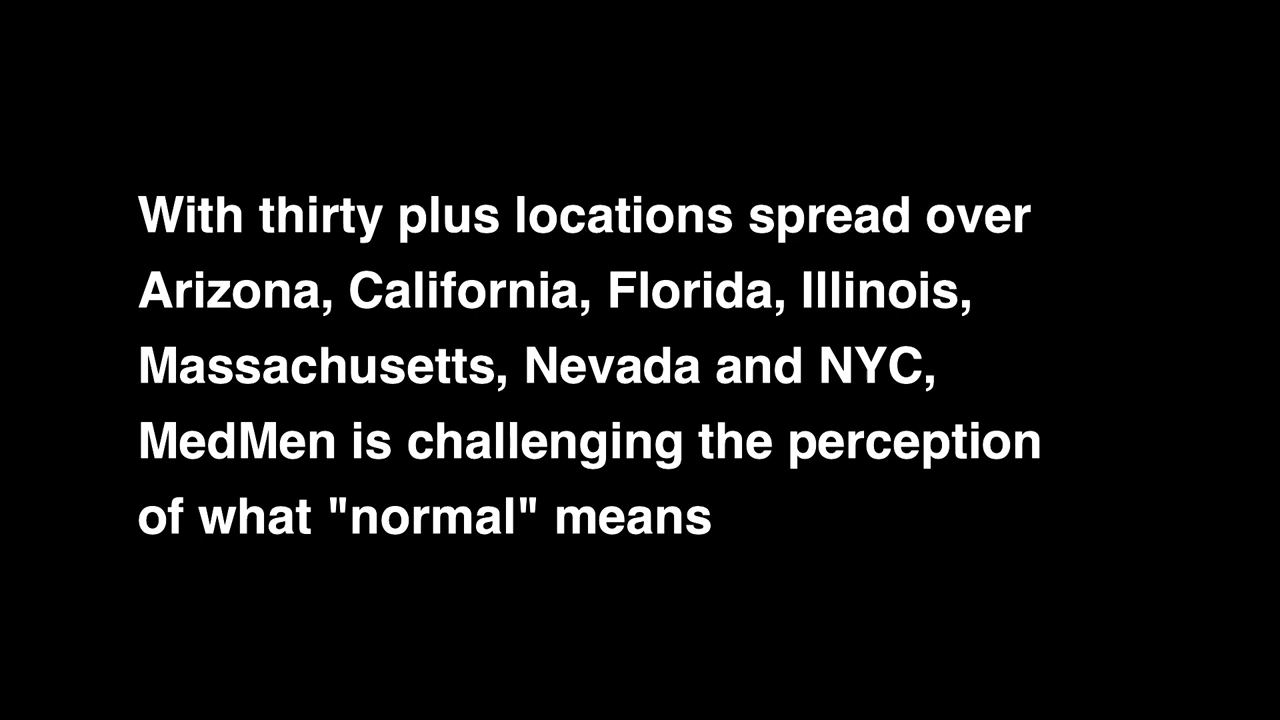 With thirty plus locations spread over
Arizona, California, Florida, Illinois,
Massachusetts, Nevada and NYC,
MedMen is challenging the perception
of what "normal" means